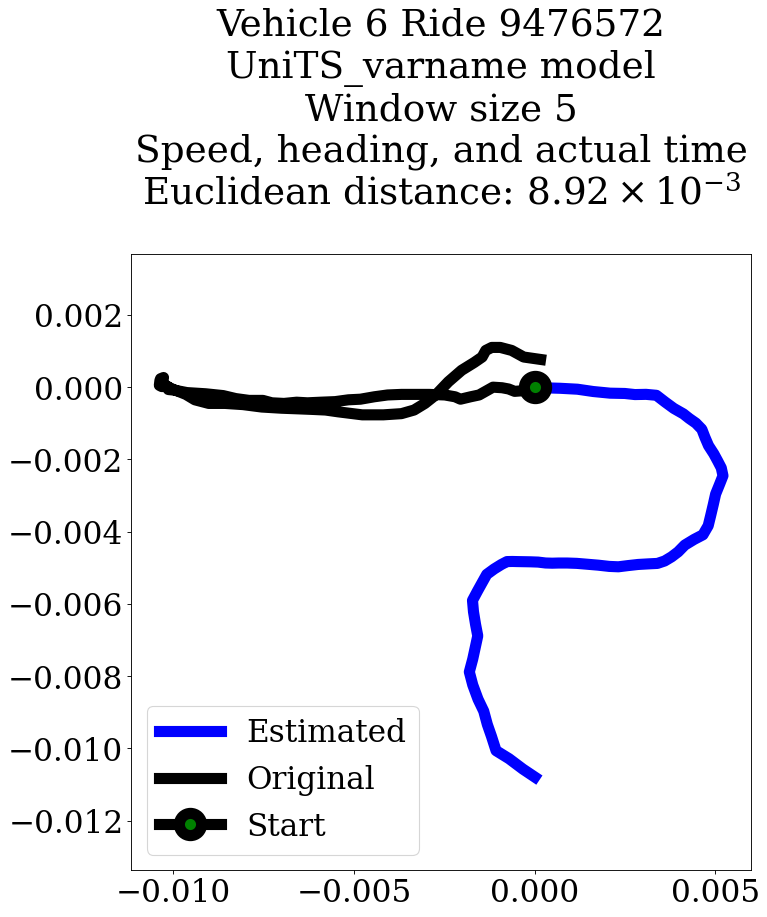 Vehicle 6 Ride 9476572
UniTS_varname model
Window size 5
Speed, heading, and actual time
Euclidean distance: 8.92 × 10⁻³
0.002
0.000
−0.002
−0.004
−0.006
−0.008
−0.010
−0.012
Estimated
Original
Start
−0.010
−0.005
0.000
0.005